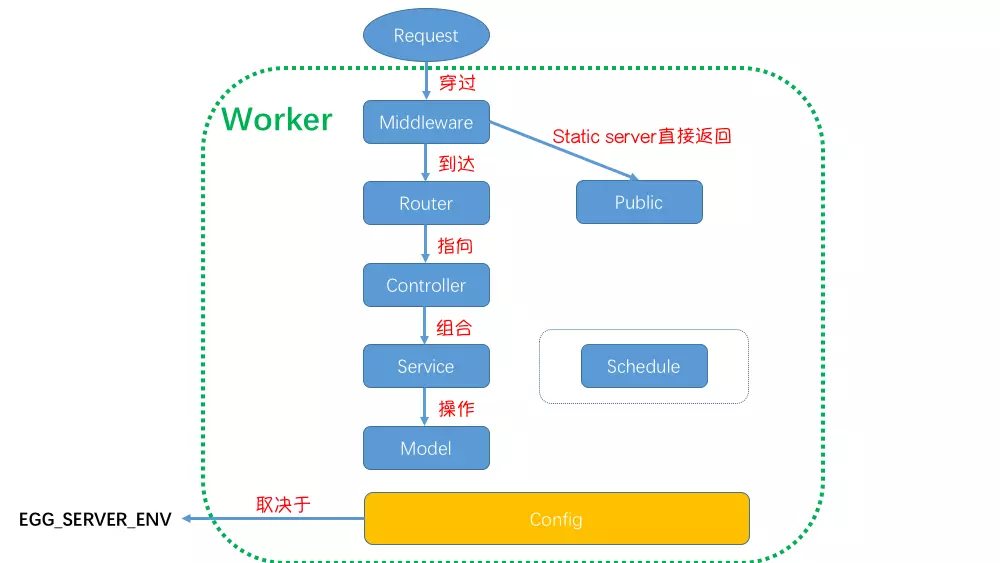 Request
穿过
Worker
Middleware
Static server直接返回
到达
Router
Public
指向
Controller
组合
Service
Schedule
操作
Model
取决于
EGG_SERVER_ENV
Config